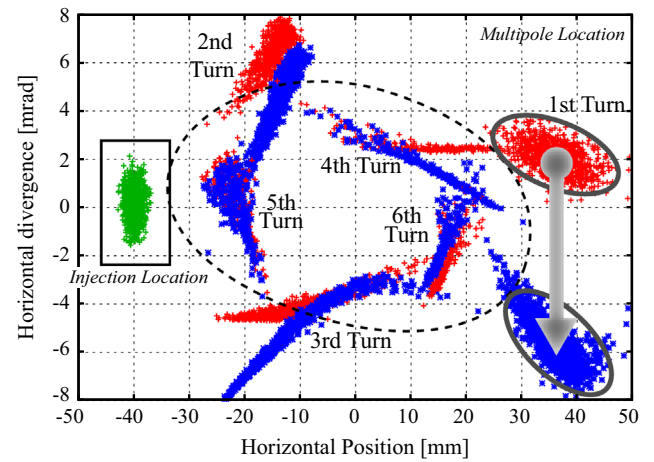 8
6
4
2
0
-2
-4
-6
-8
Horizontal divergence [mrad]
2nd
Turn
Multipole Location
1st Turn
4th Turn
5th
Turn
6th
Turn
Injection Location
3rd Turn
-50 -40 -30 -20 -10 0 10 20 30 40 50
Horizontal Position [mm]